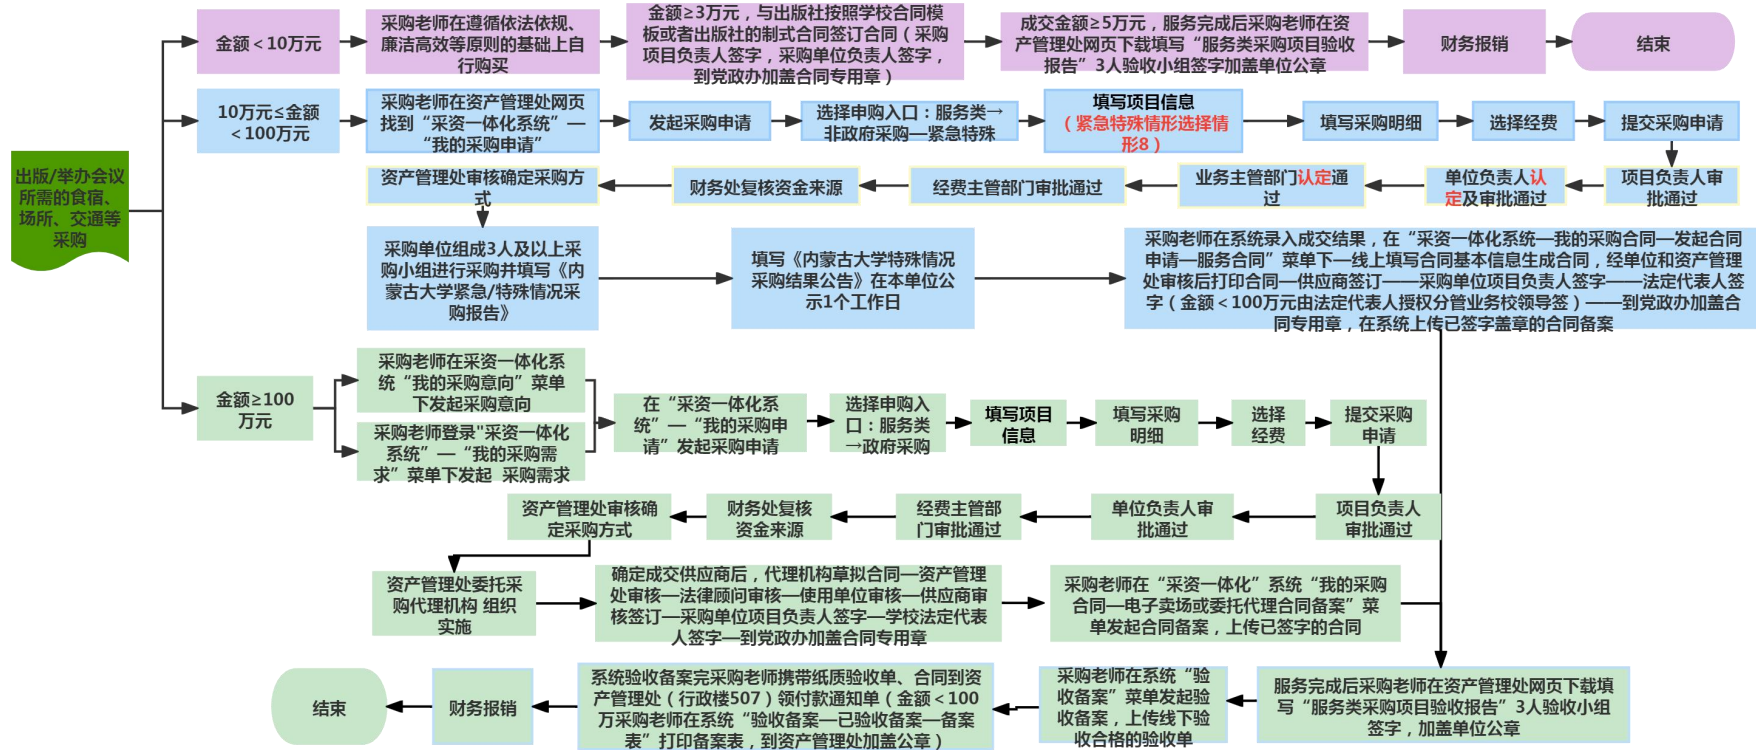 出版/举办会议
所需的食宿、
场所、交通等
采购
金额＜10万元
采购老师在遵循依法依规、
廉洁高效等原则的基础上自
行购买
金额≥3万元，与出版社按照学校合同模
板或者出版社的制式合同签订合同（采购
项目负责人签字，采购单位负责人签字，
到党政办加盖合同专用章）
成交金额≥5万元，服务完成后采购老师在资
产管理处网页下载填写“服务类采购项目验收
报告”3人验收小组签字加盖单位公章
财务报销
结束
10万元≤金额
＜100万元
采购老师在资产管理处网页
找到“采资一体化系统”—
“我的采购申请”
发起采购申请
选择申购入口：服务类→
非政府采购—紧急特殊
填写项目信息
（紧急特殊情形选择情
形8）
填写采购明细
选择经费
提交采购申请
项目负责人审
批通过
单位负责人认
定及审批通过
业务主管部门认定通
过
经费主管部门审批通过
财务处复核资金来源
资产管理处审核确定采购方
式
采购单位组成3人及以上采
购小组进行采购并填写《内
蒙古大学紧急/特殊情况采
购报告》
填写《内蒙古大学特殊情况
采购结果公告》在本单位公
示1个工作日
采购老师在系统录入成交结果，在“采资一体化系统—我的采购合同—发起合同
申请—服务合同”菜单下—线上填写合同基本信息生成合同，经单位和资产管理
处审核后打印合同—供应商签订——采购单位项目负责人签字——法定代表人签
字（金额＜100万元由法定代表人授权分管业务校领导签）——到党政办加盖合
同专用章，在系统上传已签字盖章的合同备案
金额≥100
万元
采购老师在采资一体化系
统“我的采购意向”菜单
下发起采购意向
采购老师登录"采资一体化
系统”—“我的采购需
求”菜单下发起 采购需求
在“采资一体化系
统”—“我的采购申
请”发起采购申请
选择申购入
口：服务类
→政府采购
填写项目
信息
填写采购
明细
选择
经费
提交采购
申请
项目负责人
审批通过
单位负责人审
批通过
经费主管部
门审批通过
财务处复核
资金来源
资产管理处审核确
定采购方式
资产管理处委托采
购代理机构 组织
实施
确定成交供应商后，代理机构草拟合同—资产管理
处审核—法律顾问审核—使用单位审核—供应商审
核签订—采购单位项目负责人签字—学校法定代表
人签字—到党政办加盖合同专用章
采购老师在“采资一体化”系统“我的采购
合同—电子卖场或委托代理合同备案”菜
单发起合同备案，上传已签字的合同
服务完成后采购老师在资产管理处网页下载填
写“服务类采购项目验收报告”3人验收小组
签字，加盖单位公章
采购老师在系统“验
收备案”菜单发起验
收备案，上传线下验
收合格的验收单
系统验收备案完采购老师携带纸质验收单、合同到资
产管理处（行政楼507）领付款通知单（金额＜100
万采购老师在系统“验收备案—已验收备案—备案
表”打印备案表，到资产管理处加盖公章）
财务报销
结束